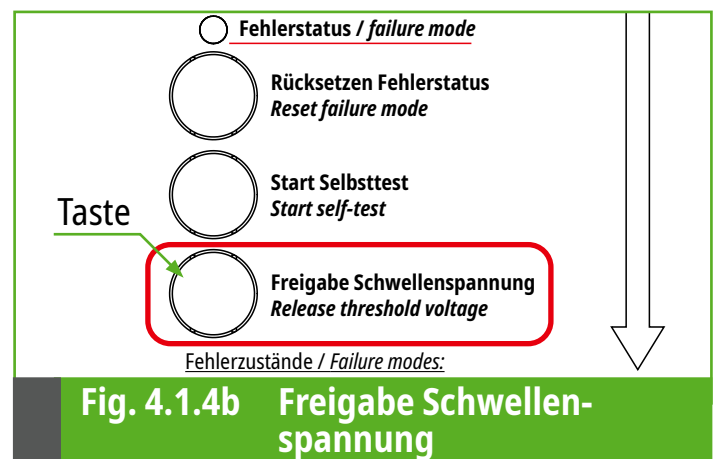 Fehlerstatus / failure mode
Rücksetzen Fehlerstatus
Reset failure mode
Start Selbsttest
Start self-test
Taste
Freigabe Schwellenspannung
Release threshold voltage
Fehlerzustände / Failure modes:
Fig. 4.1.4b Freigabe Schwellen-
spannung